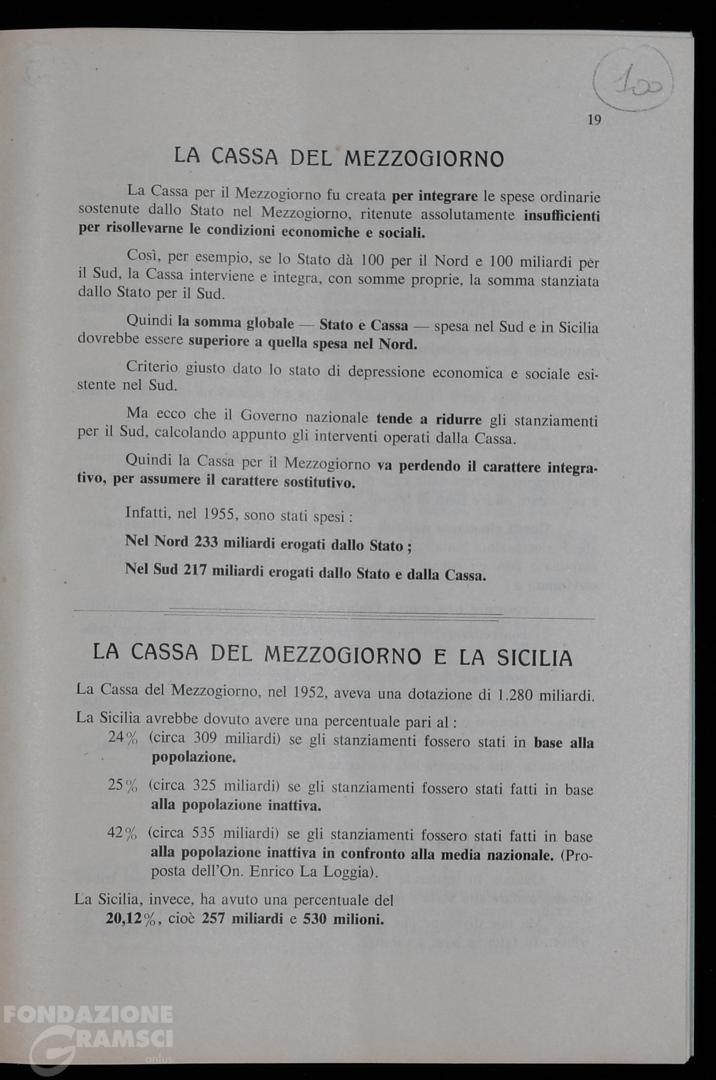 100
19
LA CASSA DEL MEZZOGIORNO
La Cassa per il Mezzogiorno fu creata per integrare le spese ordinarie
sostenute dallo Stato nel Mezzogiorno, ritenute assolutamente insufficienti
per risollevarne le condizioni economiche e sociali.
Così, per esempio, se lo Stato dà 100 per il Nord e 100 miliardi per
il Sud, la Cassa interviene e integra, con somme proprie, la somma stanziata
dallo Stato per il Sud.
Quindi la somma globale — Stato e Cassa — spesa nel Sud e in Sicilia
dovrebbe essere superiore a quella spesa nel Nord.
Criterio giusto dato lo stato di depressione economica e sociale esi-
stente nel Sud.
Ma ecco che il Governo nazionale tende a ridurre gli stanziamenti
per il Sud, calcolando appunto gli interventi operati dalla Cassa.
Quindi la Cassa per il Mezzogiorno va perdendo il carattere integra-
tivo, per assumere il carattere sostitutivo.
Infatti, nel 1955, sono stati spesi :
Nel Nord 233 miliardi erogati dallo Stato ;
Nel Sud 217 miliardi erogati dallo Stato e dalla Cassa.
LA CASSA DEL MEZZOGIORNO E LA SICILIA
La Cassa del Mezzogiorno, nel 1952, aveva una dotazione di 1.280 miliardi.
La Sicilia avrebbe dovuto avere una percentuale pari al :
24% (circa 309 miliardi) se gli stanziamenti fossero stati in base alla
popolazione.
25% (circa 325 miliardi) se gli stanziamenti fossero stati fatti in base
alla popolazione inattiva.
42% (circa 535 miliardi) se gli stanziamenti fossero stati fatti in base
alla popolazione inattiva in confronto alla media nazionale. (Pro-
posta dell'On. Enrico La Loggia).
La Sicilia, invece, ha avuto una percentuale del
20,12%, cioè 257 miliardi e 530 milioni.
FONDAZIONE
GRAMSCI
onlus